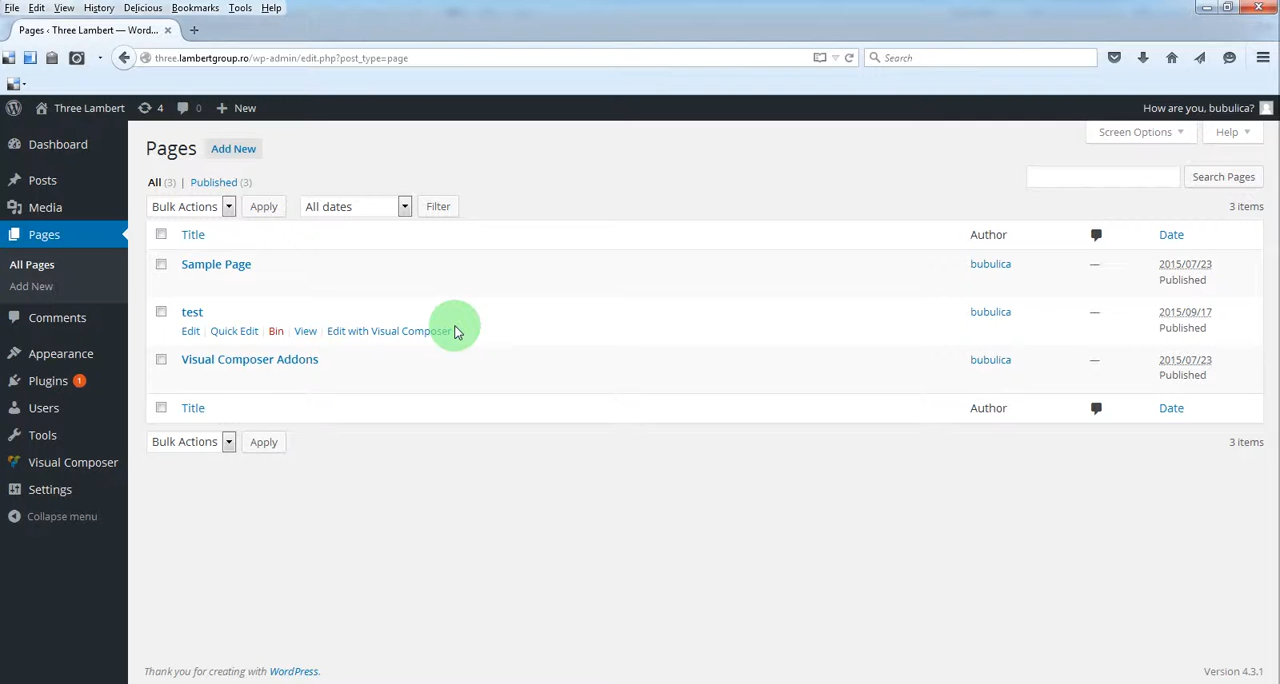 File Edit View History Delicious Bookmarks Tools Help
Pages ‹ Three Lambert — Word... ×
three.lambertgroup.ro/wp-admin/edit.php?post_type=page
Search
Three Lambert 4 0 + New How are you, bubulica?
Screen Options Help
Dashboard
Posts
Media
Pages
All Pages
Add New
Comments
Appearance
Plugins 1
Users
Tools
Visual Composer
Settings
Collapse menu
Pages Add New
All (3) | Published (3)
Search Pages
Bulk Actions Apply All dates Filter 3 items
Title Author Date
Sample Page bubulica — 2015/07/23
Published
test bubulica — 2015/09/17
Edit | Quick Edit | Bin | View | Edit with Visual Composer Published
Visual Composer Addons bubulica — 2015/07/23
Published
Title Author Date
Bulk Actions Apply 3 items
Thank you for creating with WordPress. Version 4.3.1